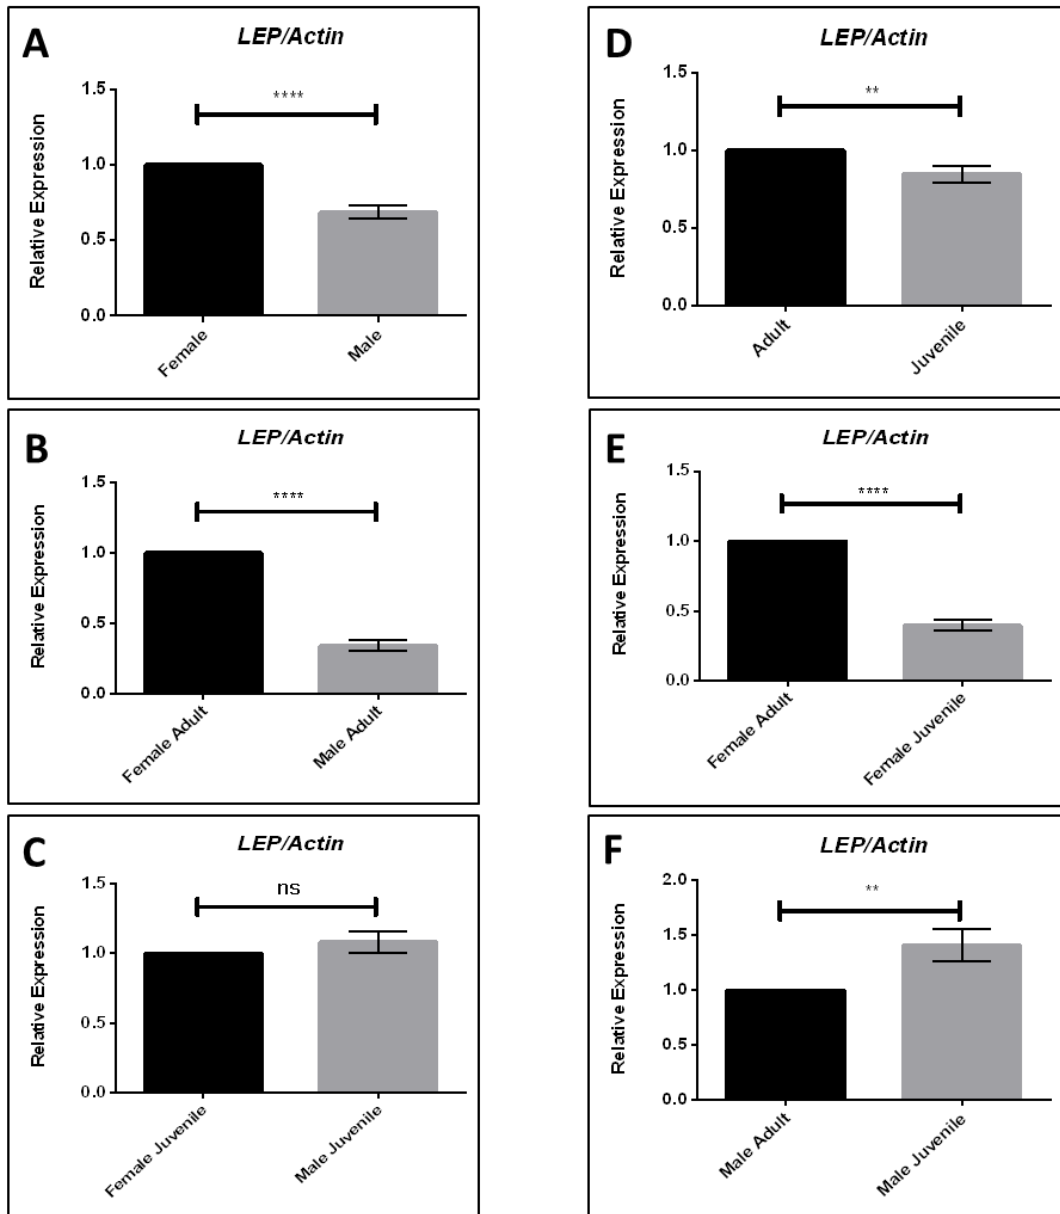 A
LEP/Actin
****
Relative Expression
1.5
1.0
0.5
0.0
Female
Male
B
LEP/Actin
****
Relative Expression
1.5
1.0
0.5
0.0
Female Adult
Male Adult
C
LEP/Actin
ns
Relative Expression
1.5
1.0
0.5
0.0
Female Juvenile
Male Juvenile
D
LEP/Actin
**
Relative Expression
1.5
1.0
0.5
0.0
Adult
Juvenile
E
LEP/Actin
****
Relative Expression
1.5
1.0
0.5
0.0
Female Adult
Female Juvenile
F
LEP/Actin
**
Relative Expression
2.0
1.5
1.0
0.5
0.0
Male Adult
Male Juvenile